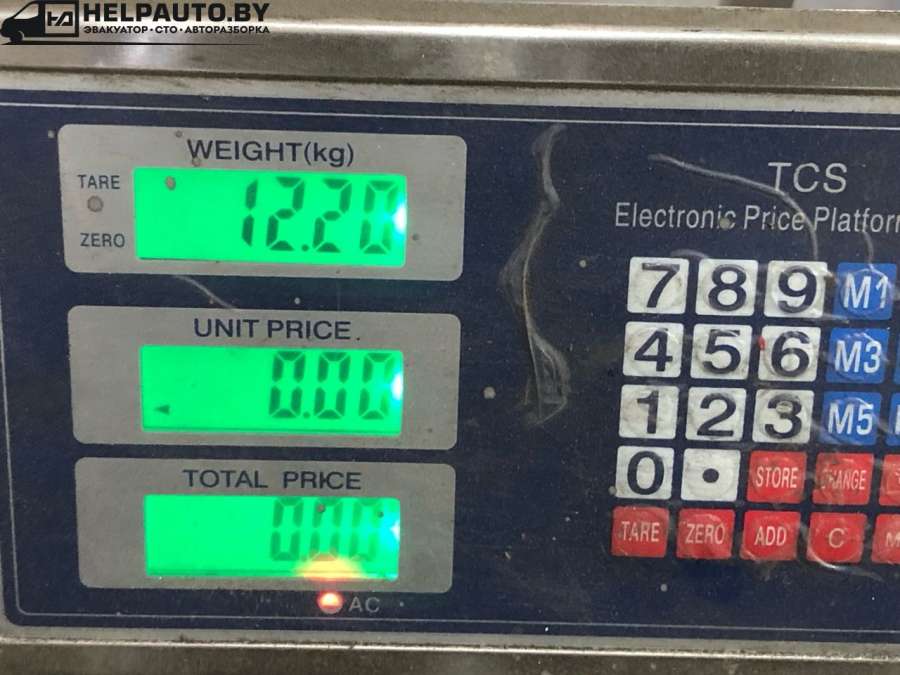 HELPAUTO.BY
ЭВАКУАТОР • СТО • АВТОРАЗБОРКА
WEIGHT(kg)
TARE
12.20
ZERO
UNIT PRICE
0.00
TOTAL PRICE
0.00
AC
TCS
Electronic Price
7 8 9 M1
4 5 6 M3
1 2 3 M5
0 • STORE CHANGE
TARE ZERO ADD C